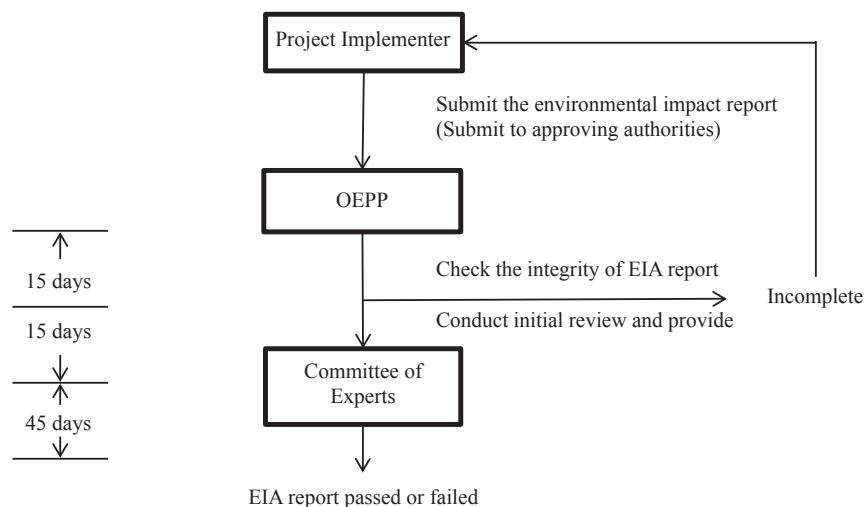 Project Implementer
Submit the environmental impact report
(Submit to approving authorities)
OEPP
Check the integrity of EIA report
15 days
Incomplete
Conduct initial review and provide
15 days
Committee of
Experts
45 days
EIA report passed or failed